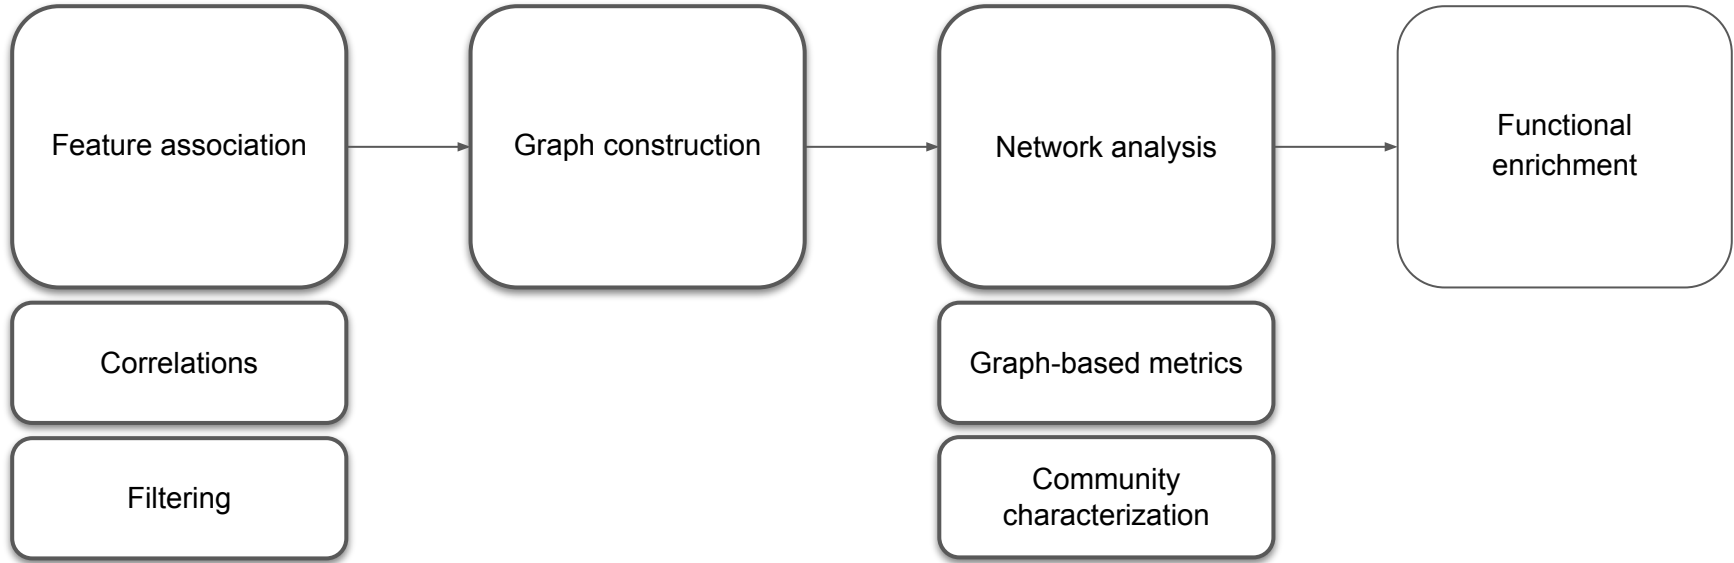 Feature association
Graph construction
Network analysis
Functional
enrichment
Correlations
Graph-based metrics
Filtering
Community
characterization